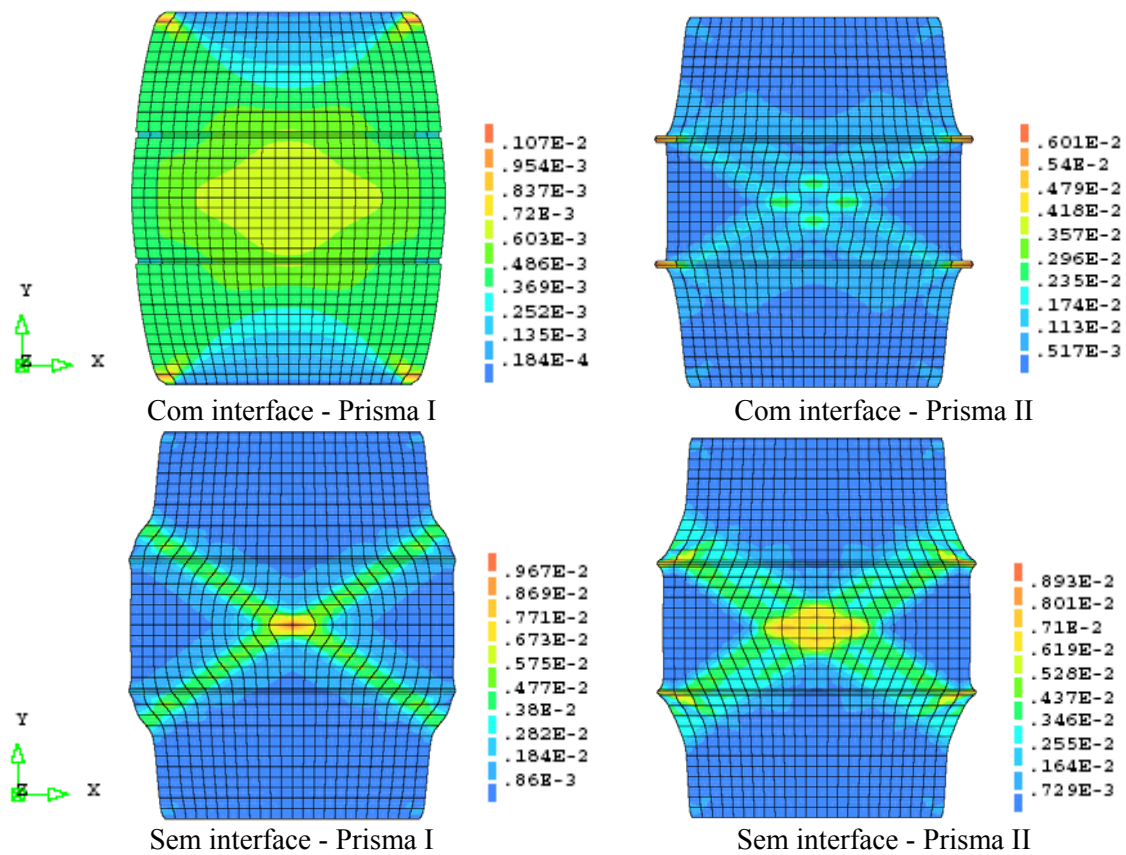 .107E-2
.954E-3
.837E-3
.72E-3
.603E-3
.486E-3
.369E-3
.252E-3
.135E-3
.184E-4
Y
Z X
Com interface - Prisma I
.601E-2
.54E-2
.479E-2
.418E-2
.357E-2
.296E-2
.235E-2
.174E-2
.113E-2
.517E-3
Com interface - Prisma II
.967E-2
.869E-2
.771E-2
.673E-2
.575E-2
.477E-2
.38E-2
.282E-2
.184E-2
.86E-3
Y
Z X
Sem interface - Prisma I
.893E-2
.801E-2
.71E-2
.619E-2
.528E-2
.437E-2
.346E-2
.255E-2
.164E-2
.729E-3
Sem interface - Prisma II